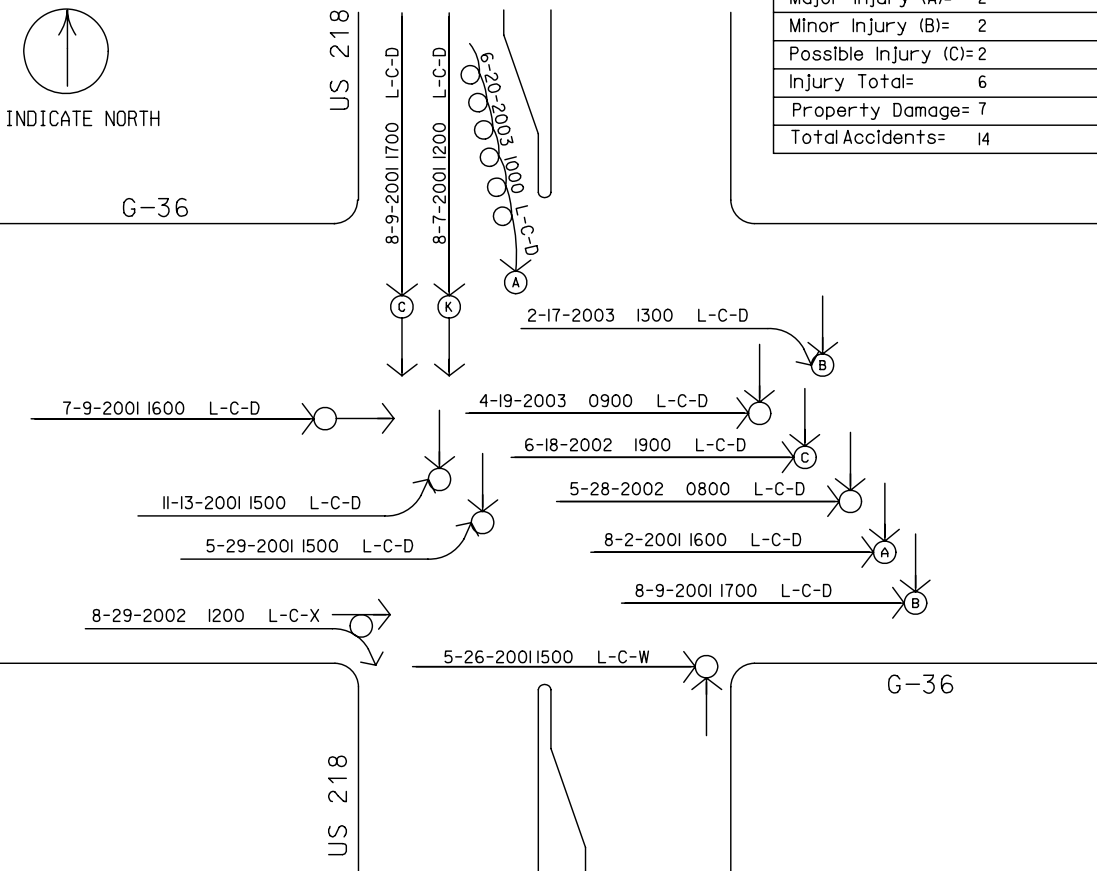 Major Injury (A)= 2
Minor Injury (B)= 2
Possible Injury (C)= 2
Injury Total= 6
Property Damage= 7
Total Accidents= 14
INDICATE NORTH
US 218
G-36
8-9-2001 1700 L-C-D
8-7-2001 1200 L-C-D
6-20-2003 1000 L-C-D
C
K
A
2-17-2003 1300 L-C-D
B
7-9-2001 1600 L-C-D
4-19-2003 0900 L-C-D
6-18-2002 1900 L-C-D
C
11-13-2001 1500 L-C-D
5-28-2002 0800 L-C-D
5-29-2001 1500 L-C-D
8-2-2001 1600 L-C-D
A
8-9-2001 1700 L-C-D
B
8-29-2002 1200 L-C-X
5-26-2001 1500 L-C-W
G-36
US 218